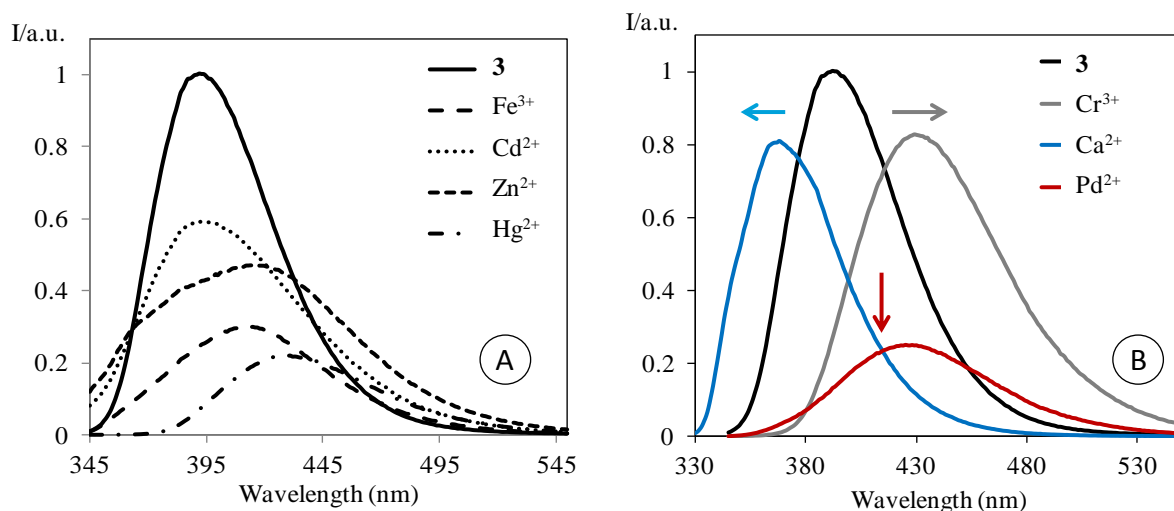 I/a.u.
1
0.8
0.6
0.4
0.2
0
345
395
445
495
545
Wavelength (nm)
3
Fe³⁺
Cd²⁺
Zn²⁺
Hg²⁺
A
I/a.u.
1
0.8
0.6
0.4
0.2
0
330
380
430
480
530
Wavelength (nm)
3
Cr³⁺
Ca²⁺
Pd²⁺
B